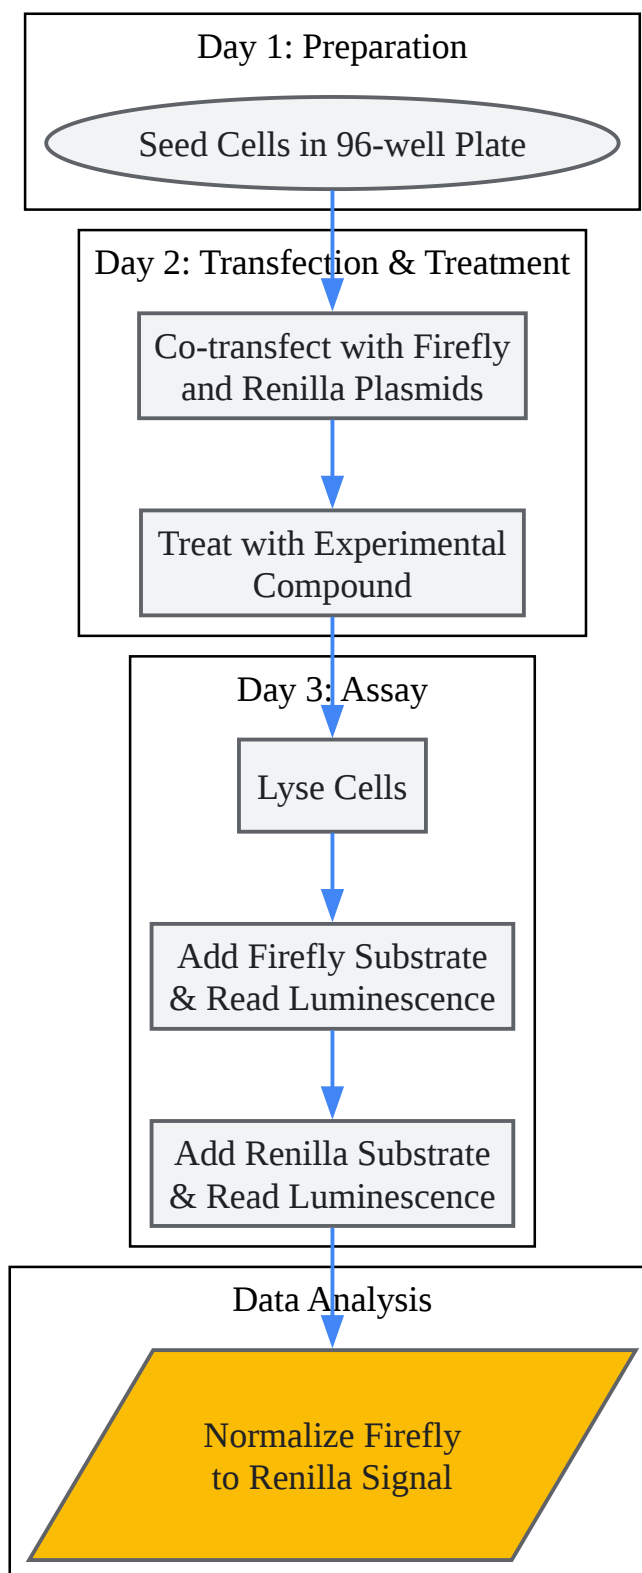 Day 1: Preparation
Seed Cells in 96-well Plate
Day 2: Transfection & Treatment
Co-transfect with Firefly
and Renilla Plasmids
Treat with Experimental
Compound
Day 3: Assay
Lyse Cells
Add Firefly Substrate
& Read Luminescence
Add Renilla Substrate
& Read Luminescence
Data Analysis
Normalize Firefly
to Renilla Signal